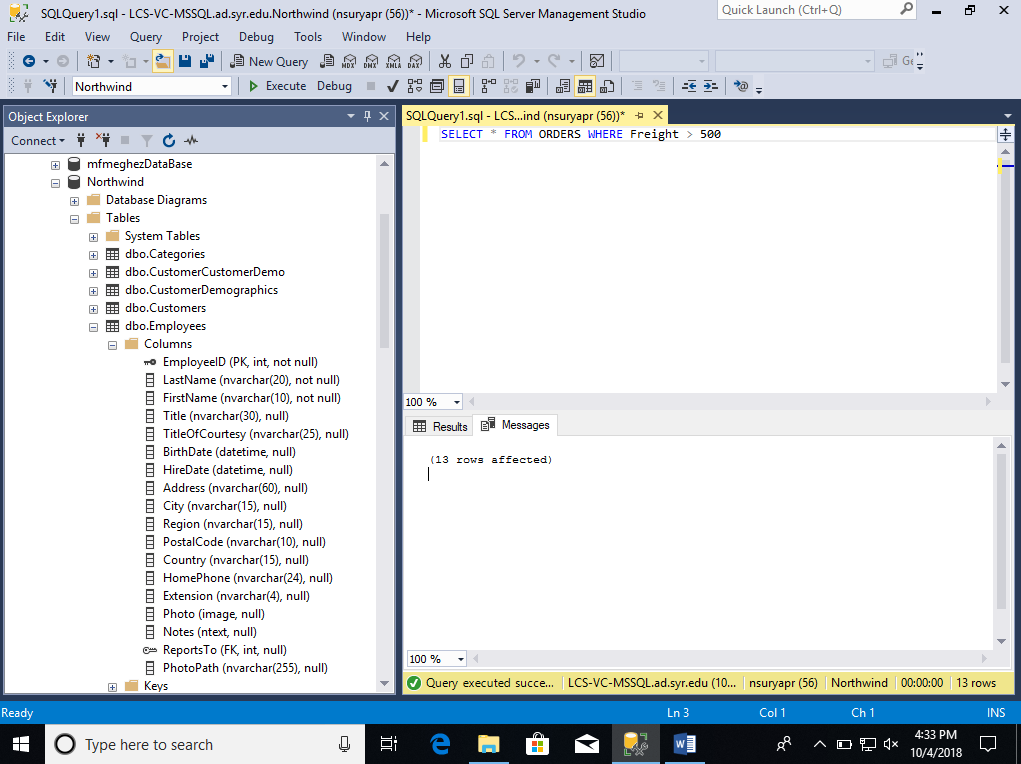 SQLQuery1.sql - LCS-VC-MSSQL.ad.syr.edu.Northwind (nsuryapr (56))* - Microsoft SQL Server Management Studio
Quick Launch (Ctrl+Q)
File Edit View Query Project Debug Tools Window Help
New Query MDX DMX XMLA DAX
Northwind Execute Debug
Object Explorer
Connect
mfmeghezDataBase
Northwind
Database Diagrams
Tables
System Tables
dbo.Categories
dbo.CustomerCustomerDemo
dbo.CustomerDemographics
dbo.Customers
dbo.Employees
Columns
EmployeeID (PK, int, not null)
LastName (nvarchar(20), not null)
FirstName (nvarchar(10), not null)
Title (nvarchar(30), null)
TitleOfCourtesy (nvarchar(25), null)
BirthDate (datetime, null)
HireDate (datetime, null)
Address (nvarchar(60), null)
City (nvarchar(15), null)
Region (nvarchar(15), null)
PostalCode (nvarchar(10), null)
Country (nvarchar(15), null)
HomePhone (nvarchar(24), null)
Extension (nvarchar(4), null)
Photo (image, null)
Notes (ntext, null)
ReportsTo (FK, int, null)
PhotoPath (nvarchar(255), null)
Keys
SQLQuery1.sql - LCS...ind (nsuryapr (56))*
SELECT * FROM ORDERS WHERE Freight > 500
100 %
Results Messages
(13 rows affected)
100 %
Query executed succe... LCS-VC-MSSQL.ad.syr.edu (10... nsuryapr (56) Northwind 00:00:00 13 rows
Ready Ln 3 Col 1 Ch 1 INS
Type here to search
4:33 PM
10/4/2018